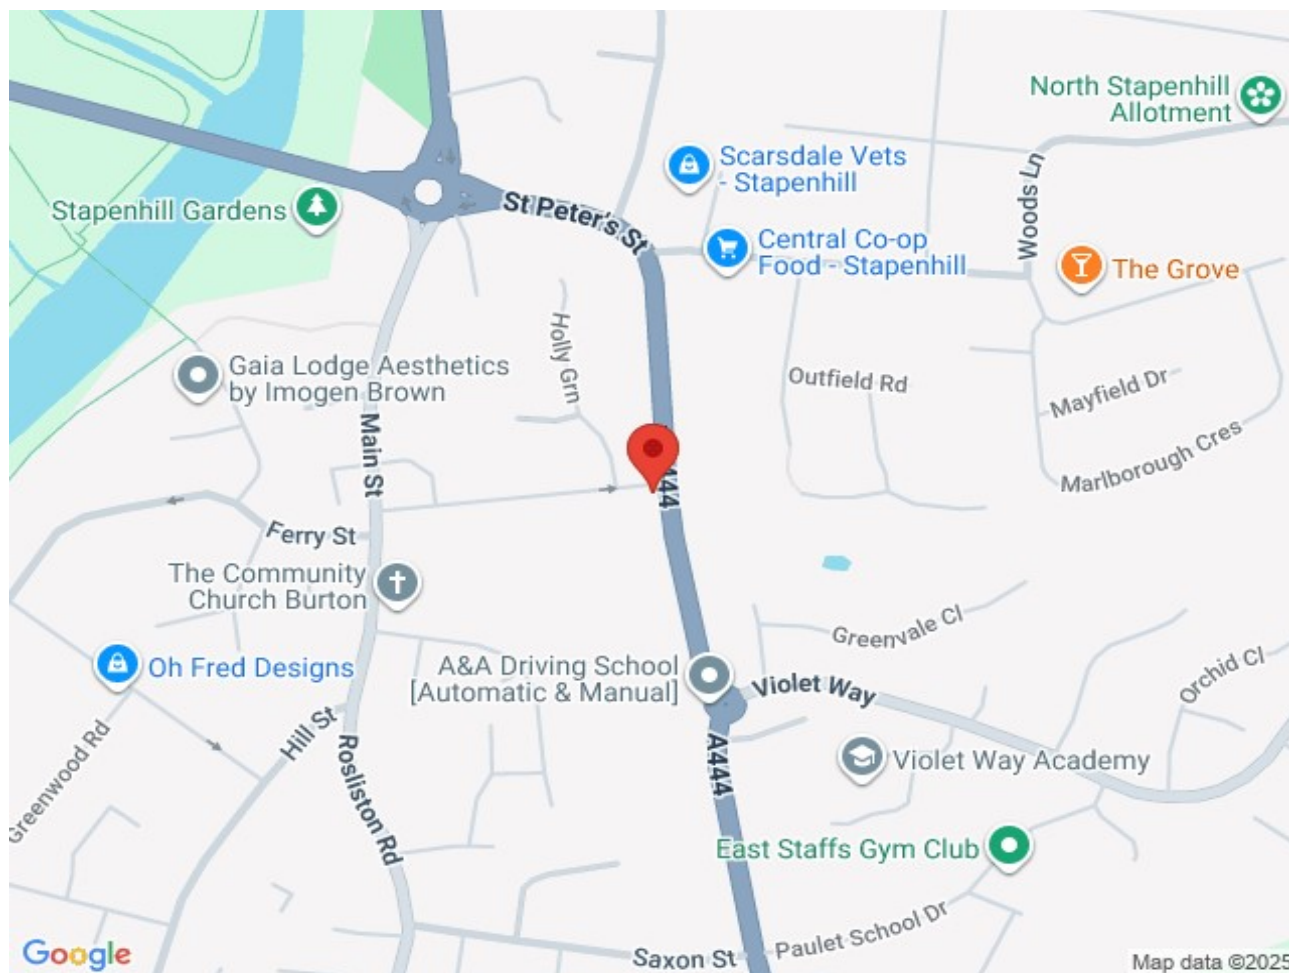 North Stapenhill
Allotment
Scarsdale Vets
- Stapenhill
Woods Ln
St Peter's St
Stapenhill Gardens
Central Co-op
Food - Stapenhill
The Grove
Holly Grn
Gaia Lodge Aesthetics
by Imogen Brown
Outfield Rd
Mayfield Dr
Main St
Marlborough Cres
Ferry St
The Community
Church Burton
Greenvale Cl
Oh Fred Designs
A&A Driving School
[Automatic & Manual]
Violet Way
Orchid Cl
Hill St
Greenwood Rd
Rosliston Rd
A444
Violet Way Academy
East Staffs Gym Club
Paulet School Dr
Saxon St
Google
Map data ©2025